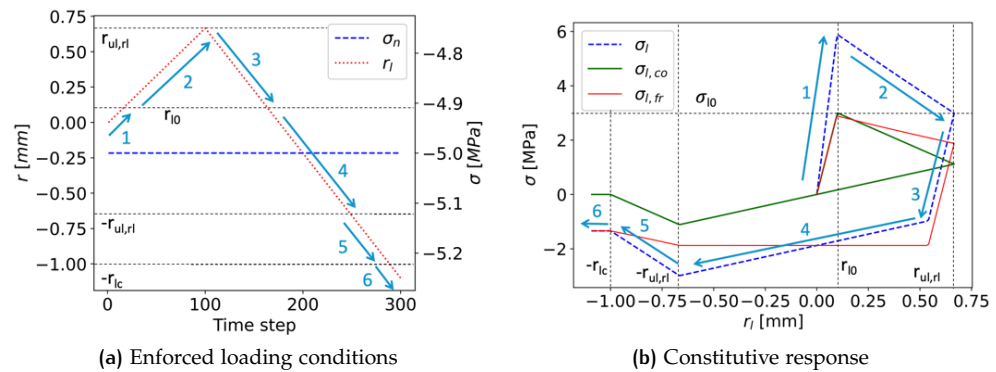 0.75
0.50
0.25
0.00
−0.25
−0.50
−0.75
−1.00
r [mm]
r_ul,rl
r_l0
-r_ul,rl
-r_lc
1
2
3
4
5
6
σ_n
r_l
−4.8
−4.9
−5.0
−5.1
−5.2
σ [MPa]
0 100 200 300
Time step
(a) Enforced loading conditions
6
4
2
0
−2
σ [MPa]
σ_l
σ_l,co
σ_l,fr
σ_l0
1
2
3
4
5
6
-r_lc
-r_ul,rl
r_l0
r_ul,rl
−1.00 −0.75 −0.50 −0.25 0.00 0.25 0.50 0.75
r_l [mm]
(b) Constitutive response